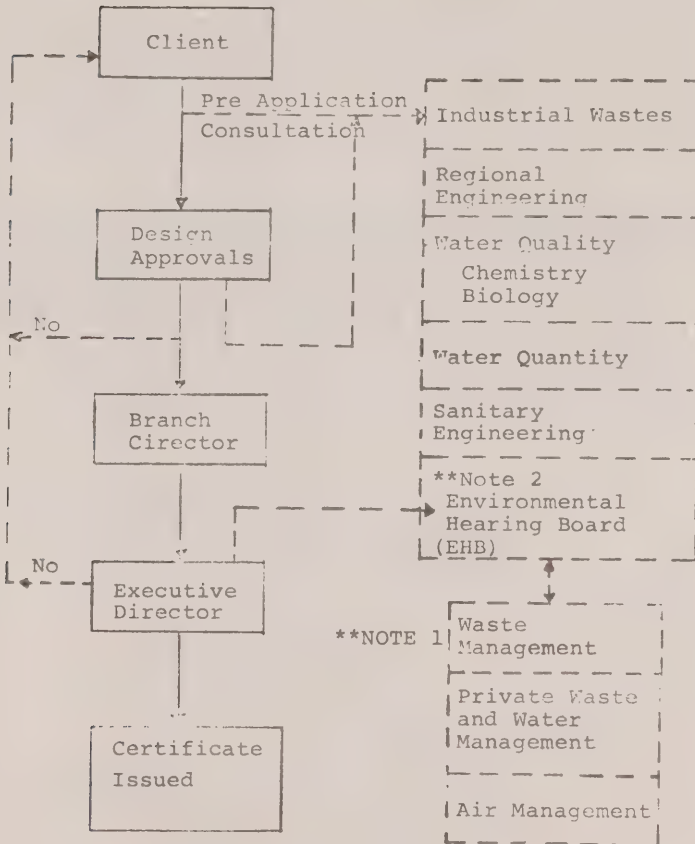 Client
Pre Application
Consultation
Industrial Wastes
Regional
Engineering
Design
Approvals
Water Quality
Chemistry
Biology
No
Water Quantity
Branch
Cirector
Sanitary
Engineering
**Note 2
Environmental
Hearing Board
(EHB)
No
Executive
Director
**NOTE 1
Waste
Management
Private Waste
and Water
Management
Certificate
Issued
Air Management